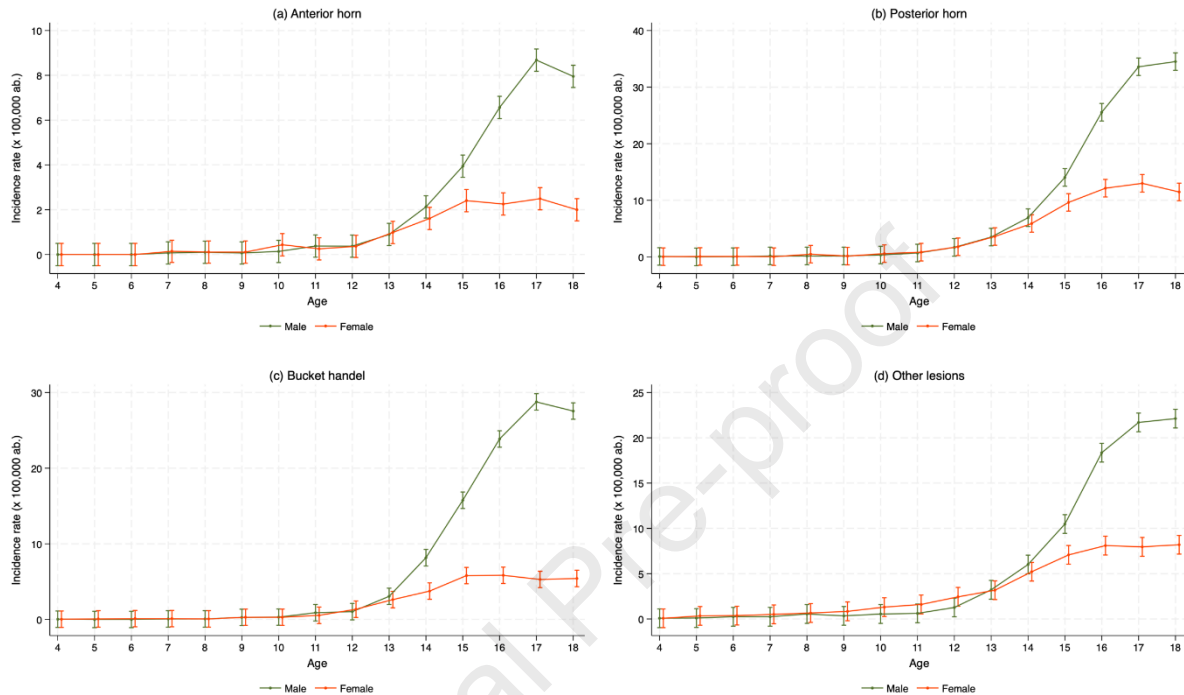 (a) Anterior horn
Incidence rate (x 100,000 ab.)
10
8
6
4
2
0
4 5 6 7 8 9 10 11 12 13 14 15 16 17 18
Age
Male Female
(b) Posterior horn
Incidence rate (x 100,000 ab.)
40
30
20
10
0
4 5 6 7 8 9 10 11 12 13 14 15 16 17 18
Age
Male Female
(c) Bucket handel
Incidence rate (x 100,000 ab.)
30
20
10
0
4 5 6 7 8 9 10 11 12 13 14 15 16 17 18
Age
Male Female
(d) Other lesions
Incidence rate (x 100,000 ab.)
25
20
15
10
5
0
4 5 6 7 8 9 10 11 12 13 14 15 16 17 18
Age
Male Female
al Pre-proof